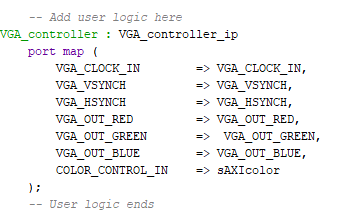 -- Add user logic here
VGA_controller : VGA_controller_ip
port map (
VGA_CLOCK_IN => VGA_CLOCK_IN,
VGA_VSYNCH => VGA_VSYNCH,
VGA_HSYNCH => VGA_HSYNCH,
VGA_OUT_RED => VGA_OUT_RED,
VGA_OUT_GREEN => VGA_OUT_GREEN,
VGA_OUT_BLUE => VGA_OUT_BLUE,
COLOR_CONTROL_IN => sAXIcolor
);
-- User logic ends